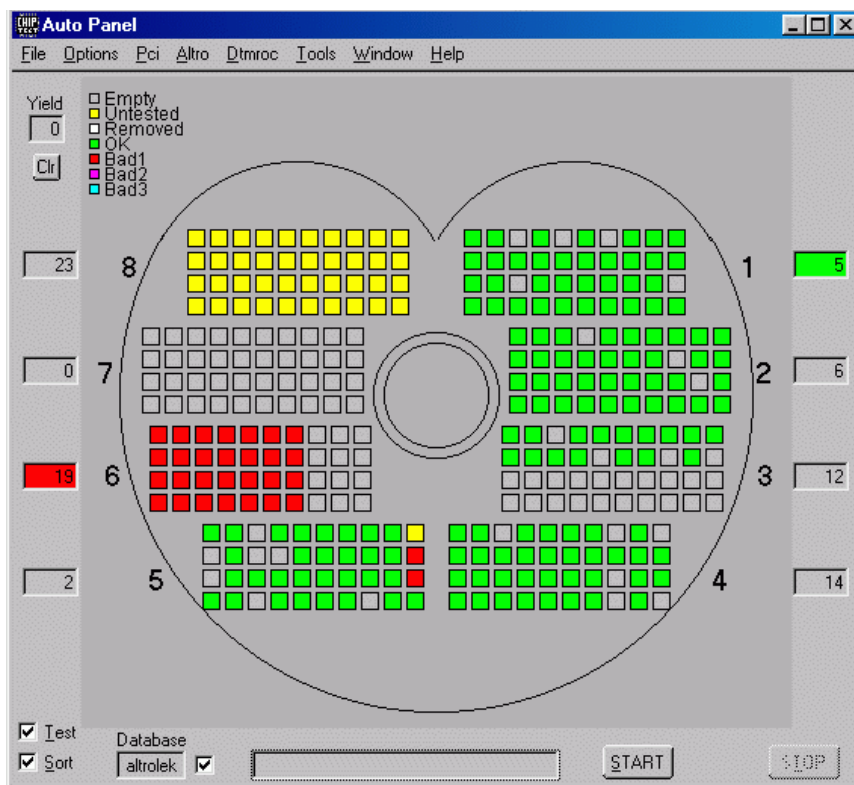 CHIP TEST Auto Panel
File Options Pci Altro Dtmroc Tools Window Help
Yield
0
Clr
Empty
Untested
Removed
OK
Bad1
Bad2
Bad3
23 8 1 5
0 7 2 6
19 6 3 12
2 5 4 14
Test
Sort
Database
altrolek
START
STOP